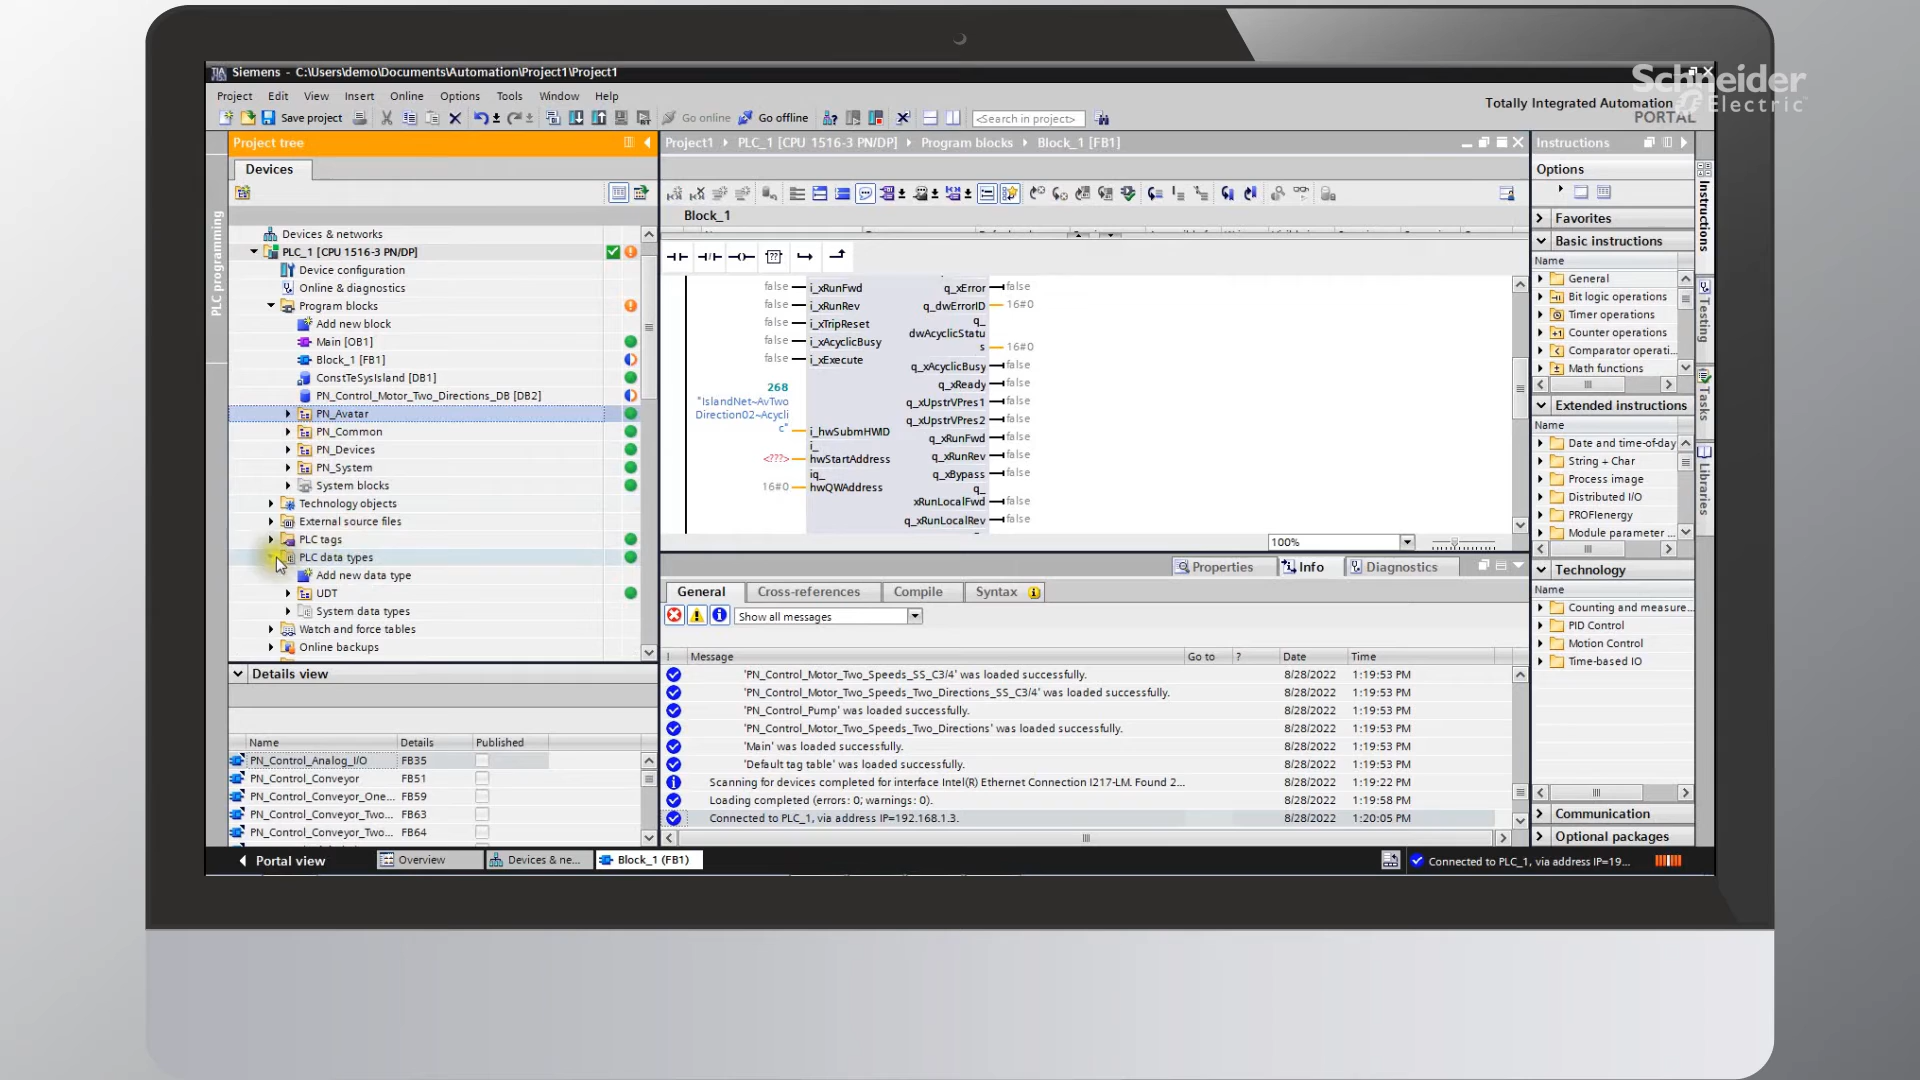 Schneider
Electric
Siemens - C:\Users\demo\Documents\Automation\Project1\Project1
Project Edit View Insert Online Options Tools Window Help
Totally Integrated Automation
PORTAL
Save project
Go online
Go offline
<Search in project>
Project tree
Project1 PLC_1 [CPU 1516-3 PN/DP] Program blocks Block_1 [FB1]
Instructions
Devices
Options
PLC programming
Devices & networks
PLC_1 [CPU 1516-3 PN/DP]
Device configuration
Online & diagnostics
Program blocks
Add new block
Main [OB1]
Block_1 [FB1]
ConstTeSysIsland [DB1]
PN_Control_Motor_Two_Directions_DB [DB2]
PN_Avatar
PN_Common
PN_Devices
PN_System
System blocks
Technology objects
External source files
PLC tags
PLC data types
Add new data type
UDT
System data types
Watch and force tables
Online backups
Details view
Name Details Published
PN_Control_Analog_I/O FB35
PN_Control_Conveyor FB51
PN_Control_Conveyor_One... FB59
PN_Control_Conveyor_Two... FB63
PN_Control_Conveyor_Two... FB64
Block_1
false i_xRunFwd q_xError false
false i_xRunRev q_dwErrorID 16#0
false i_xTripReset q_
dwAcyclicStatu
s 16#0
false i_xAcyclicBusy
false i_xExecute q_xAcyclicBusy false
q_xReady false
268
"IslandNet~AvTwo
Direction02~Acycli
c" i_hwSubmHWID
q_xUpstrVPres1 false
q_xUpstrVPres2 false
q_xRunFwd false
i_
hwStartAddress <???>
q_xRunRev false
iq_
hwQWAddress 16#0
q_xBypass false
q_
xRunLocalFwd false
q_xRunLocalRev false
100%
Properties Info Diagnostics
General Cross-references Compile Syntax
Show all messages
! Message Go to ? Date Time
'PN_Control_Motor_Two_Speeds_SS_C3/4' was loaded successfully. 8/28/2022 1:19:53 PM
'PN_Control_Motor_Two_Speeds_Two_Directions_SS_C3/4' was loaded successfully. 8/28/2022 1:19:53 PM
'PN_Control_Pump' was loaded successfully. 8/28/2022 1:19:53 PM
'PN_Control_Motor_Two_Speeds_Two_Directions' was loaded successfully. 8/28/2022 1:19:53 PM
'Main' was loaded successfully. 8/28/2022 1:19:53 PM
'Default tag table' was loaded successfully. 8/28/2022 1:19:53 PM
Scanning for devices completed for interface Intel(R) Ethernet Connection I217-LM. Found 2... 8/28/2022 1:19:22 PM
Loading completed (errors: 0; warnings: 0). 8/28/2022 1:19:58 PM
Connected to PLC_1, via address IP=192.168.1.3. 8/28/2022 1:20:05 PM
Favorites
Basic instructions
Name
General
Bit logic operations
Timer operations
Counter operations
Comparator operati...
Math functions
Extended instructions
Name
Date and time-of-day
String + Char
Process image
Distributed I/O
PROFIenergy
Module parameter ...
Technology
Name
Counting and measure...
PID Control
Motion Control
Time-based IO
Communication
Optional packages
Instructions
Testing
Tasks
Libraries
Portal view
Overview
Devices & ne...
Block_1 (FB1)
Connected to PLC_1, via address IP=19...